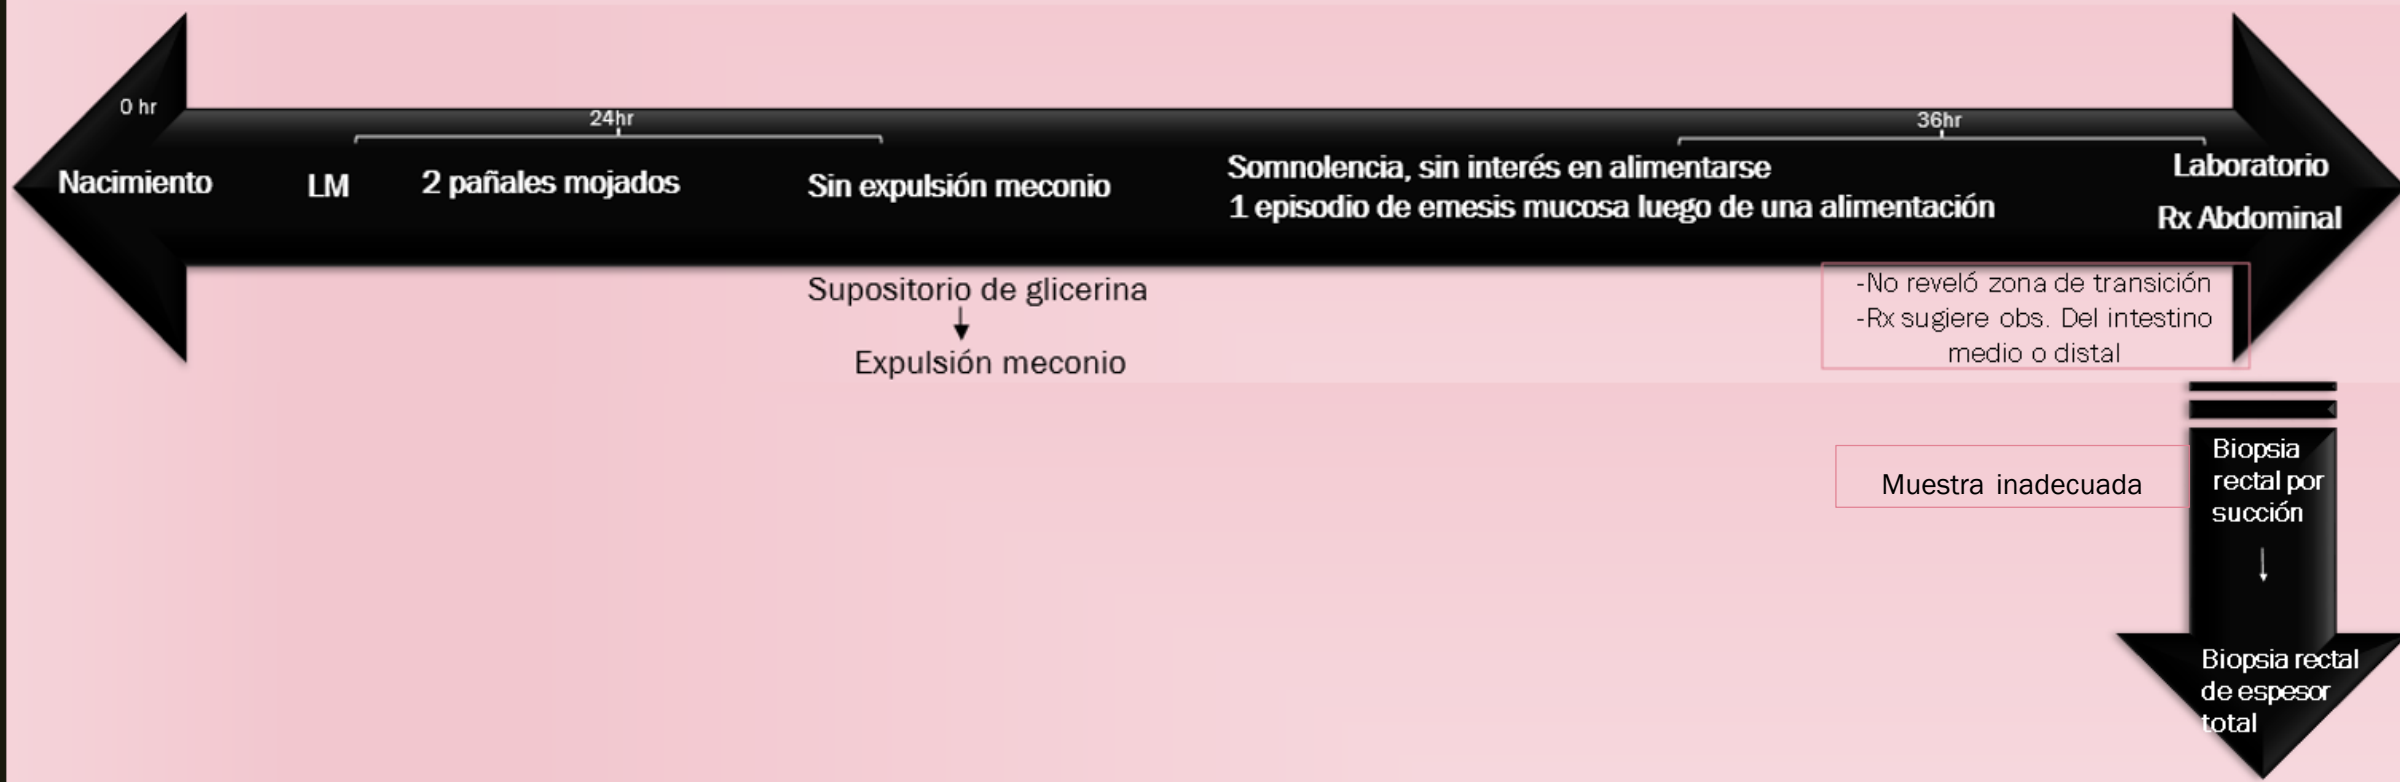 0 hr
24hr
36hr
Nacimiento
LM
2 pañales mojados
Sin expulsión meconio
Somnolencia, sin interés en alimentarse
1 episodio de emesis mucosa luego de una alimentación
Laboratorio
Rx Abdominal
Supositorio de glicerina
Expulsión meconio
-No reveló zona de transición
-Rx sugiere obs. Del intestino
medio o distal
Muestra inadecuada
Biopsia
rectal por
succión
Biopsia rectal
de espesor
total